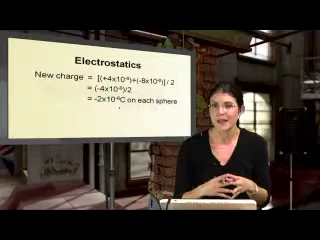 Electrostatics
New charge = [(+4x10⁻⁶)+(-8x10⁻⁶)] / 2
= (-4x10⁻⁶)/2
= -2x10⁻⁶C on each sphere